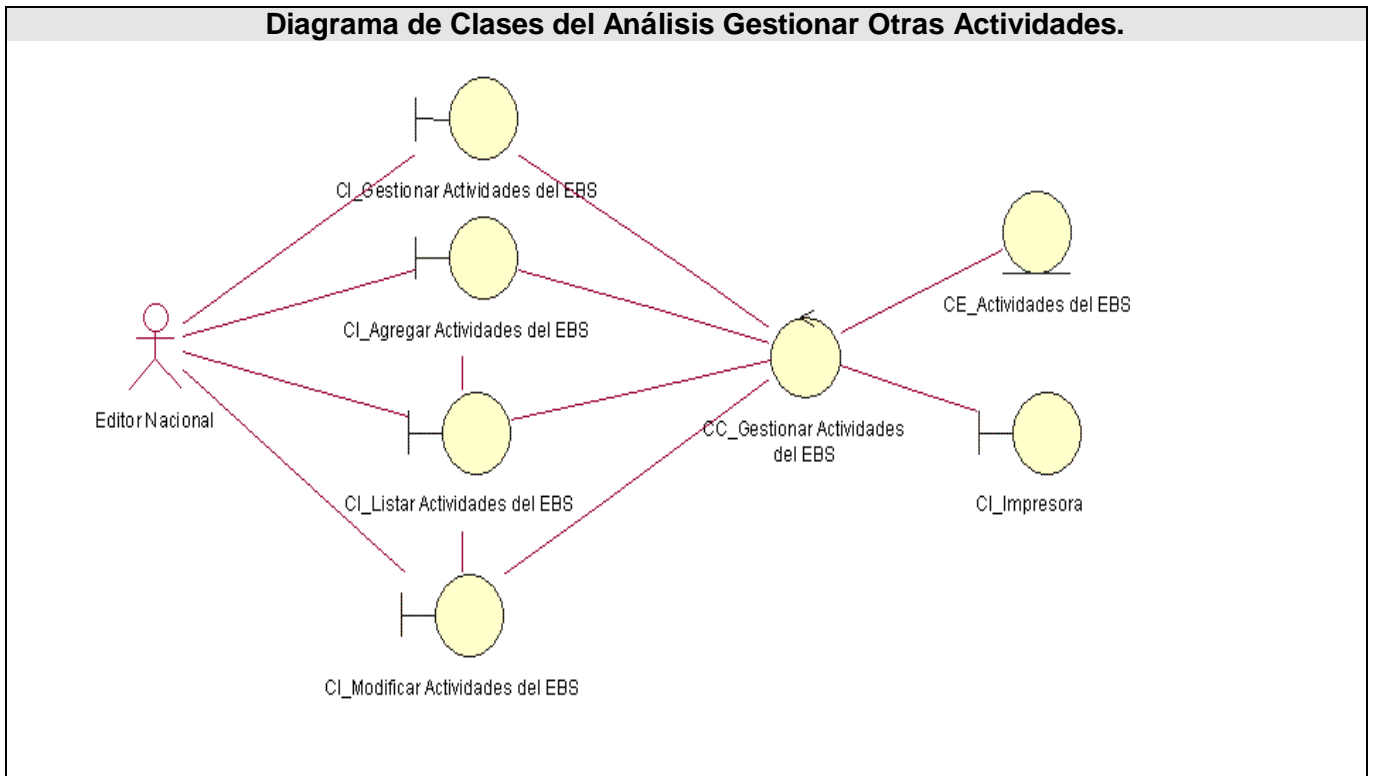 Diagrama de Clases del Análisis Gestionar Otras Actividades.
CI_Gestionar Actividades del EBS
CI_Agregar Actividades del EBS
CE_Actividades del EBS
Editor Nacional
CC_Gestionar Actividades
del EBS
CI_Listar Actividades del EBS
CI_Impresora
CI_Modificar Actividades del EBS